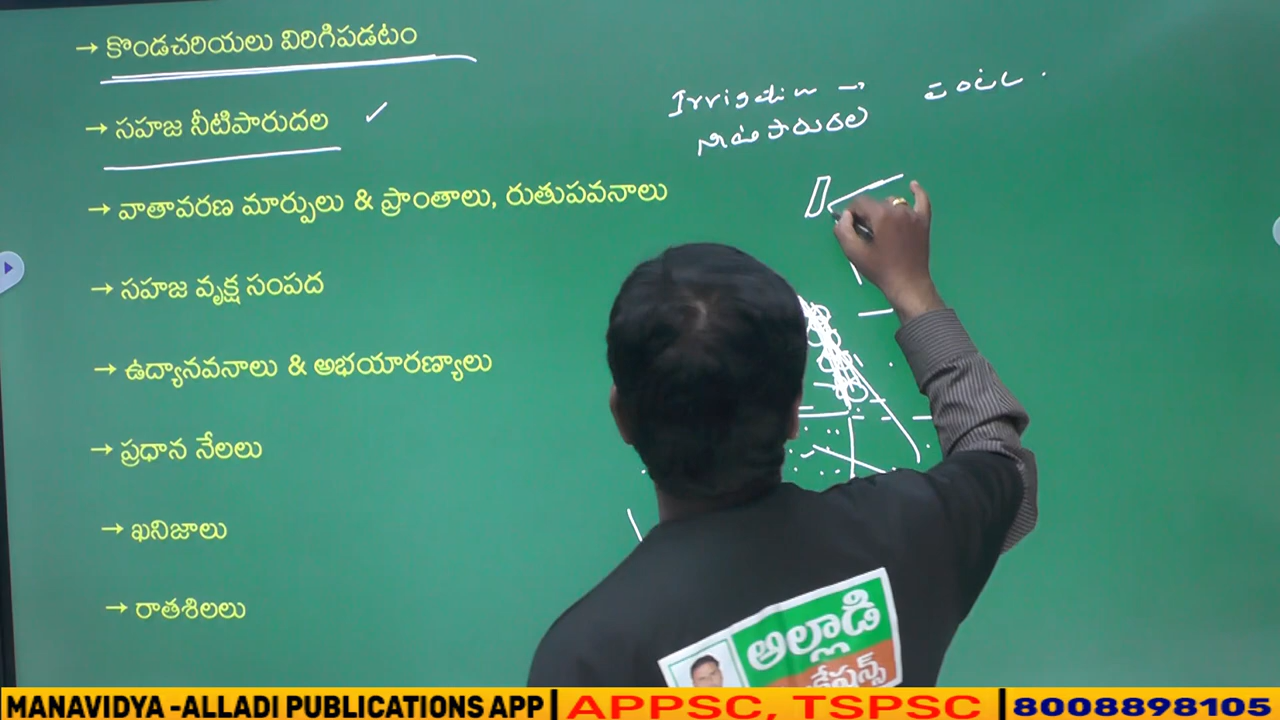 → కొండచరియలు విరిగిపడటం
→ సహజ నీటిపారుదల ✓
→ వాతావరణ మార్పులు & ప్రాంతాలు, రుతుపవనాలు
→ సహజ వృక్ష సంపద
→ ఉద్యానవనాలు & అభయారణ్యాలు
→ ప్రధాన నేలలు
→ ఖనిజాలు
→ రాతశిలలు
Irrigation →
అల్లాడి
MANAVIDYA -ALLADI PUBLICATIONS APP | APPSC, TSPSC | 8008898105